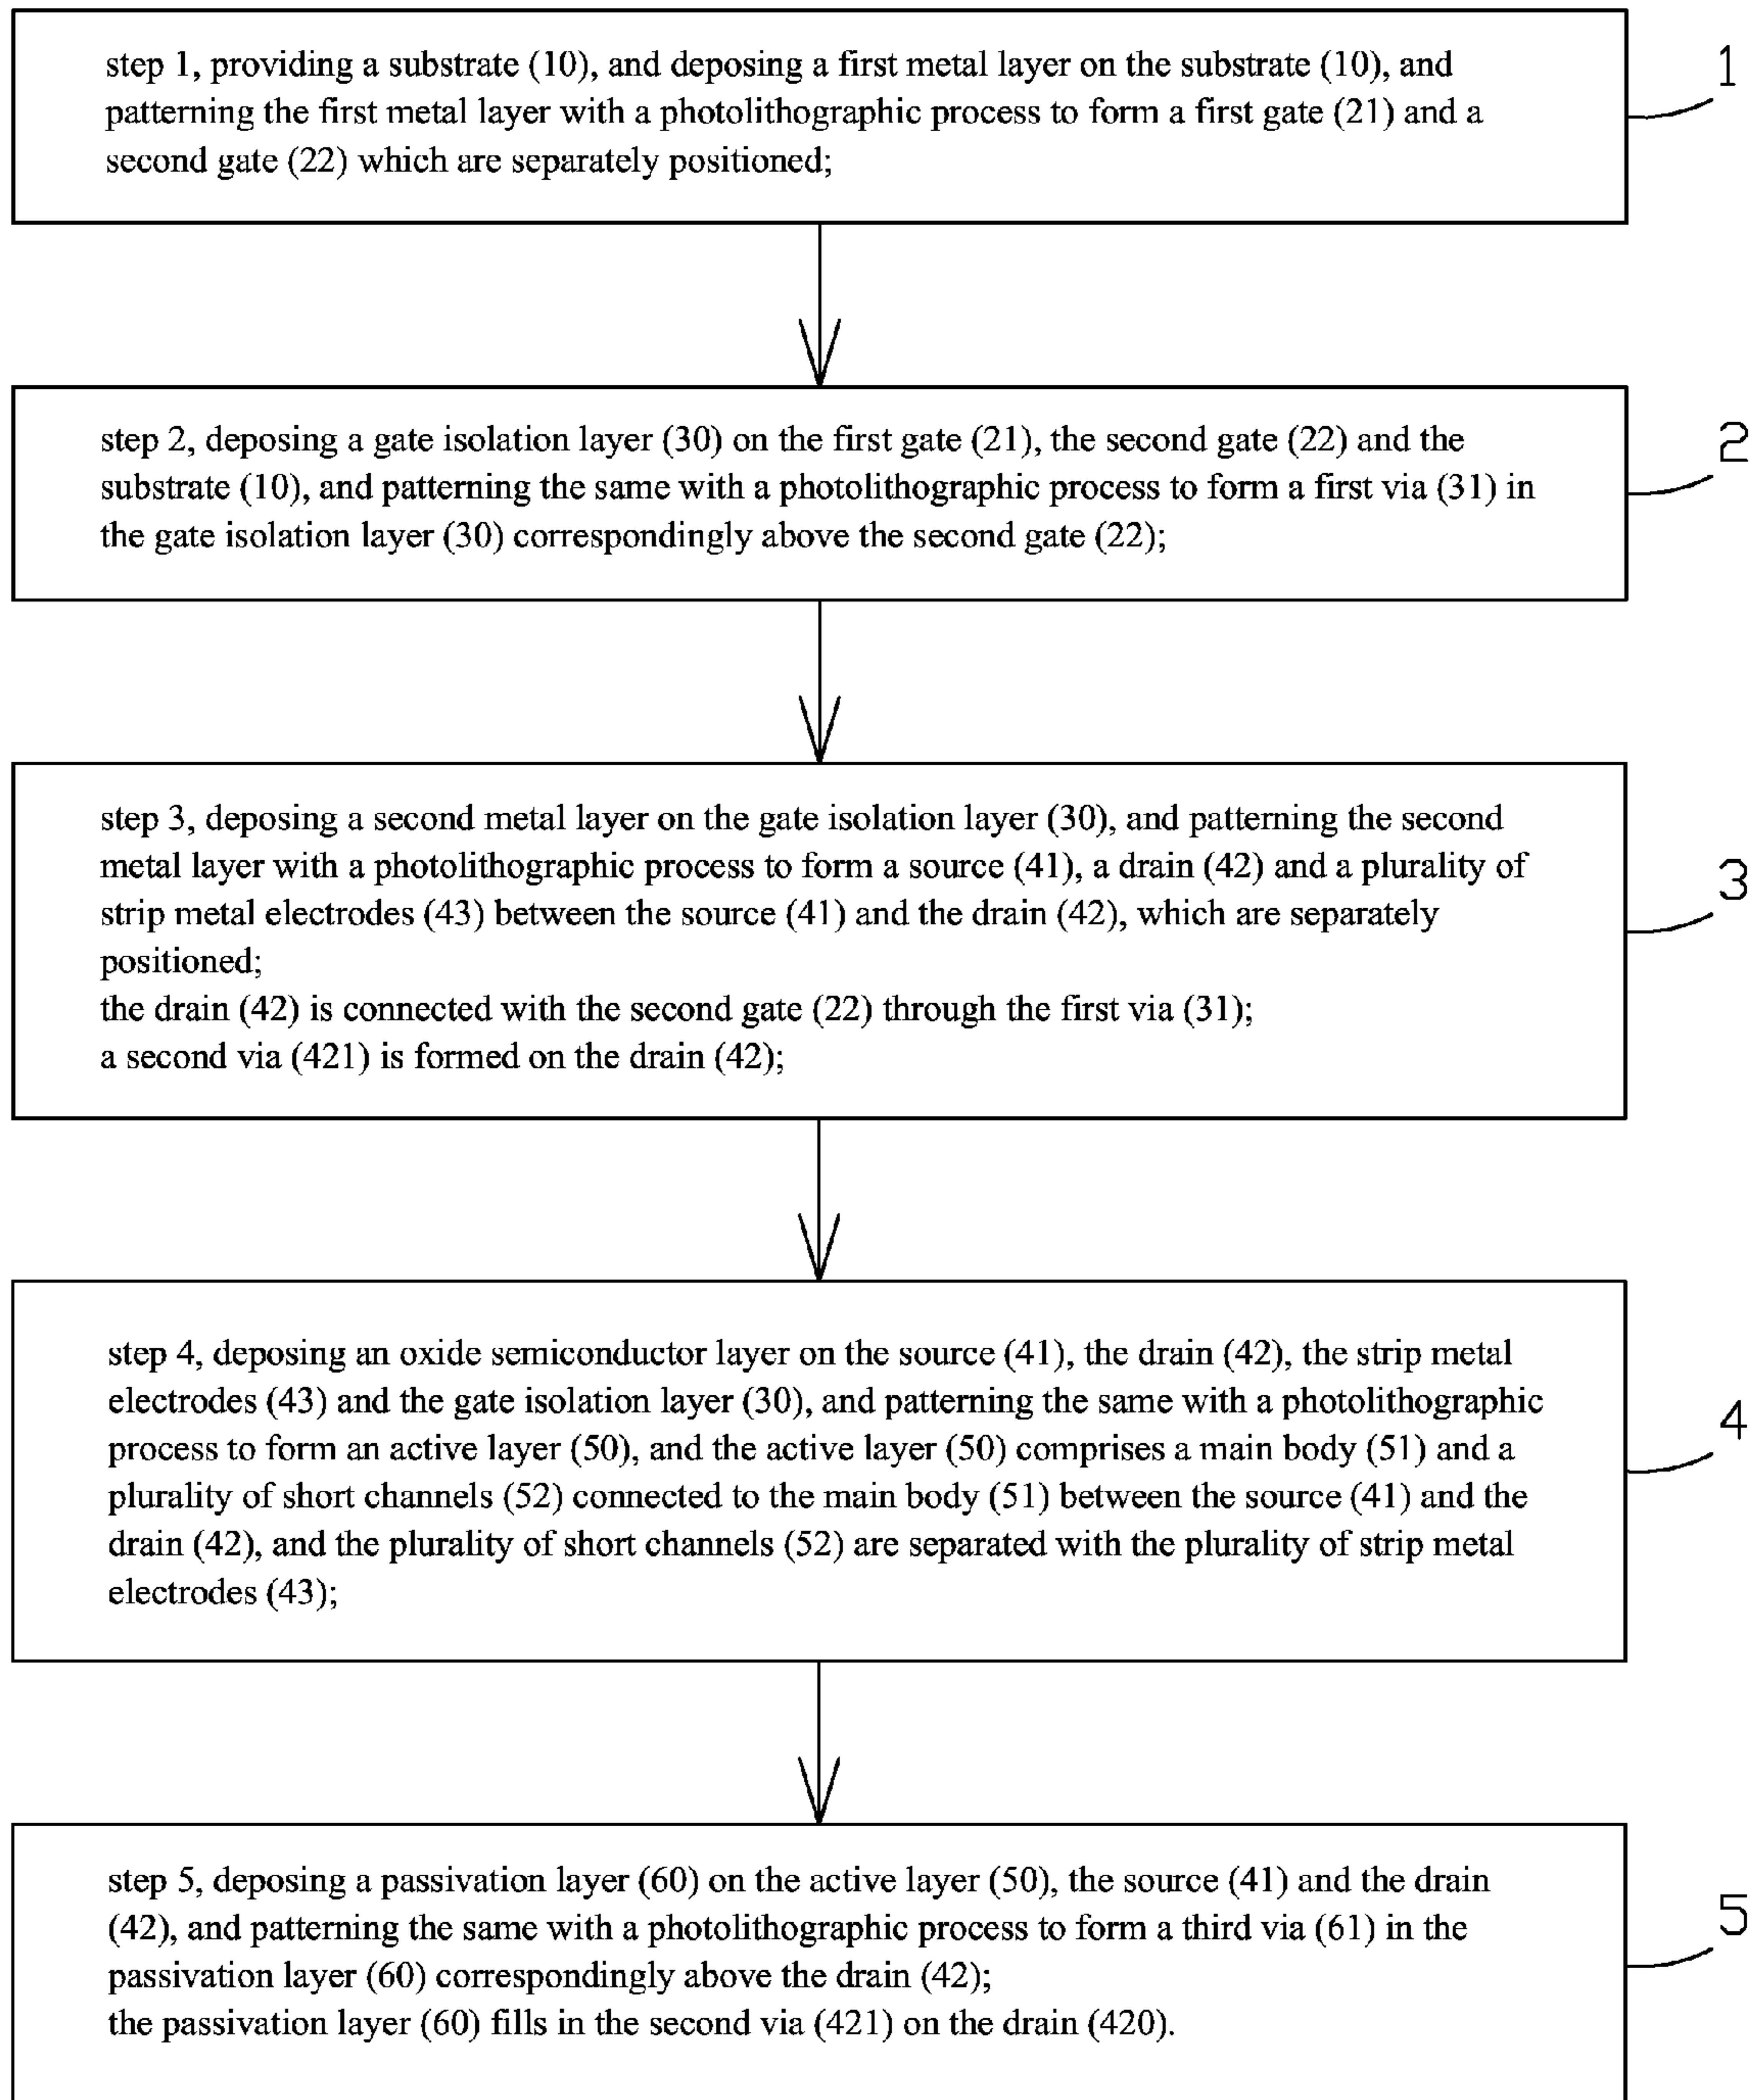 step 1, providing a substrate (10), and deposing a first metal layer on the substrate (10), and
patterning the first metal layer with a photolithographic process to form a first gate (21) and a
second gate (22) which are separately positioned;
1
step 2, deposing a gate isolation layer (30) on the first gate (21), the second gate (22) and the
substrate (10), and patterning the same with a photolithographic process to form a first via (31) in
the gate isolation layer (30) correspondingly above the second gate (22);
2
step 3, deposing a second metal layer on the gate isolation layer (30), and patterning the second
metal layer with a photolithographic process to form a source (41), a drain (42) and a plurality of
strip metal electrodes (43) between the source (41) and the drain (42), which are separately
positioned;
the drain (42) is connected with the second gate (22) through the first via (31);
a second via (421) is formed on the drain (42);
3
step 4, deposing an oxide semiconductor layer on the source (41), the drain (42), the strip metal
electrodes (43) and the gate isolation layer (30), and patterning the same with a photolithographic
process to form an active layer (50), and the active layer (50) comprises a main body (51) and a
plurality of short channels (52) connected to the main body (51) between the source (41) and the
drain (42), and the plurality of short channels (52) are separated with the plurality of strip metal
electrodes (43);
4
step 5, deposing a passivation layer (60) on the active layer (50), the source (41) and the drain
(42), and patterning the same with a photolithographic process to form a third via (61) in the
passivation layer (60) correspondingly above the drain (42);
the passivation layer (60) fills in the second via (421) on the drain (420).
5